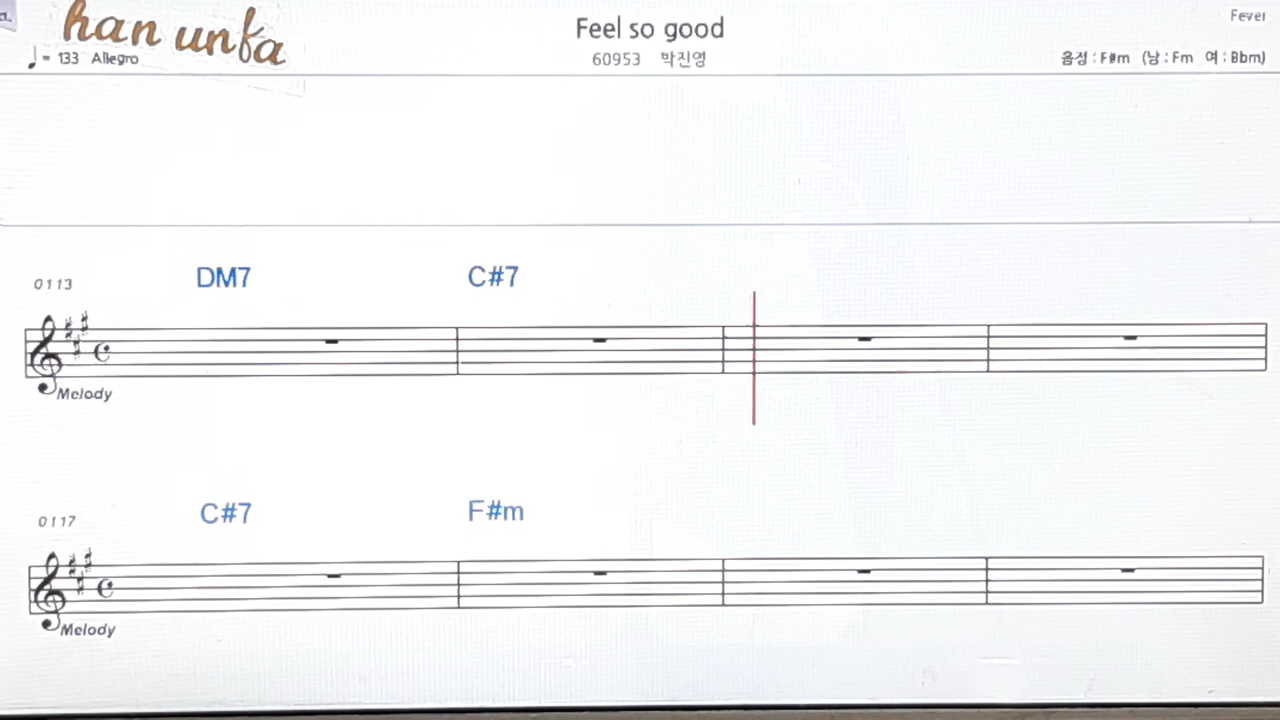 han unfa
Feel so good
Fever
♩= 133 Allegro
60953 박진영
음정 : F#m (남 : Fm 여 : Bbm)
0113
DM7 C#7
Melody
0117
C#7 F#m
Melody